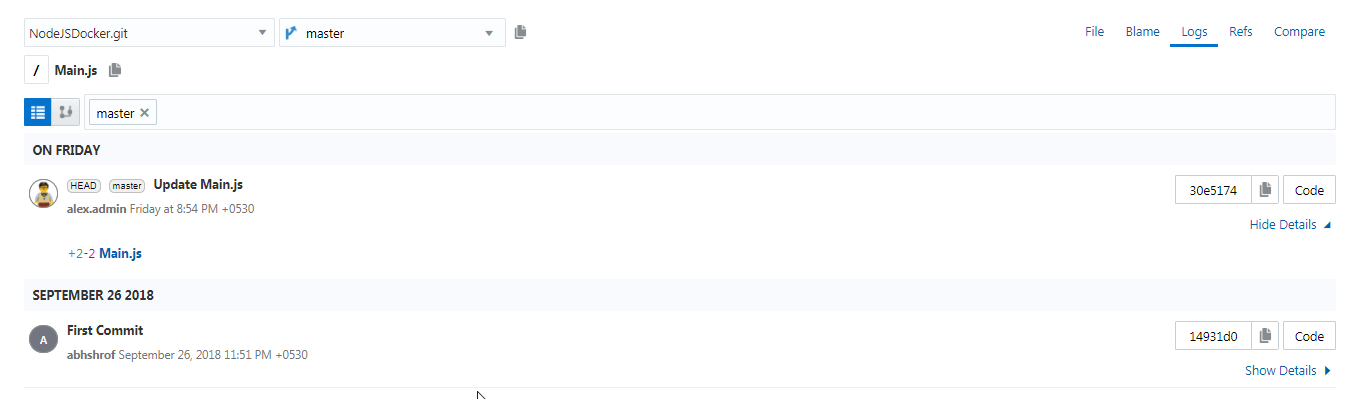 NodeJSDocker.git master File Blame Logs Refs Compare
/ Main.js
master
ON FRIDAY
HEAD master Update Main.js 30e5174 Code
alex.admin Friday at 8:54 PM +0530
Hide Details
+2-2 Main.js
SEPTEMBER 26 2018
A First Commit 14931d0 Code
abhshrof September 26, 2018 11:51 PM +0530
Show Details